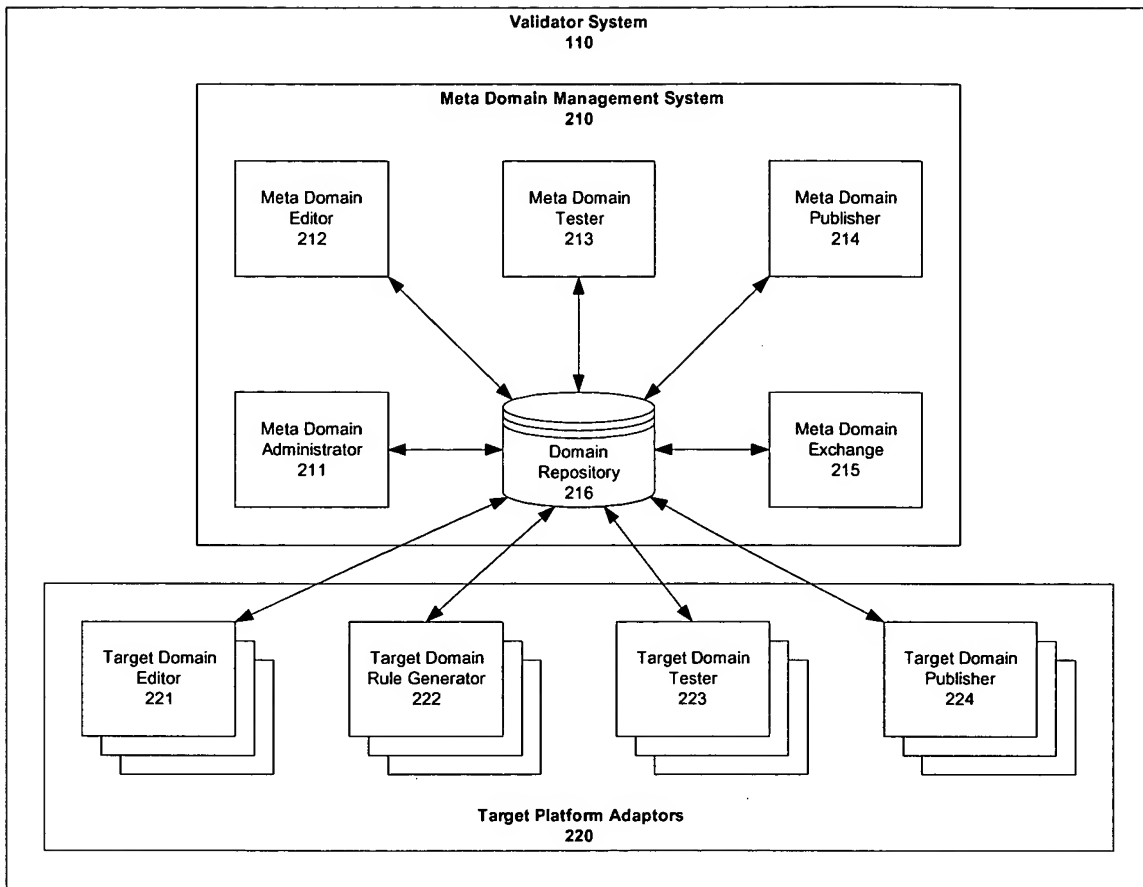 Validator System
110
Meta Domain Management System
210
Meta Domain
Editor
212
Meta Domain
Tester
213
Meta Domain
Publisher
214
Meta Domain
Administrator
211
Domain
Repository
216
Meta Domain
Exchange
215
Target Domain
Editor
221
Target Domain
Rule Generator
222
Target Domain
Tester
223
Target Domain
Publisher
224
Target Platform Adaptors
220